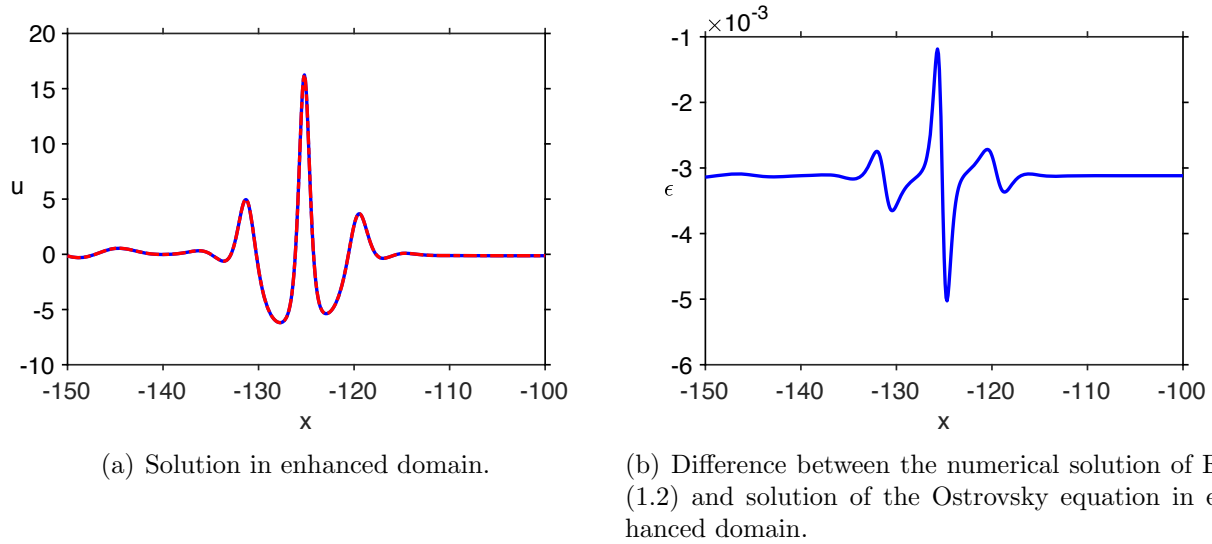 20
15
10
5
0
-5
-10
u
-150 -140 -130 -120 -110 -100
x
(a) Solution in enhanced domain.
×10-3
-1
-2
-3
-4
-5
-6
ϵ
-150 -140 -130 -120 -110 -100
x
(b) Difference between the numerical solution of
(1.2) and solution of the Ostrovsky equation in
hanced domain.